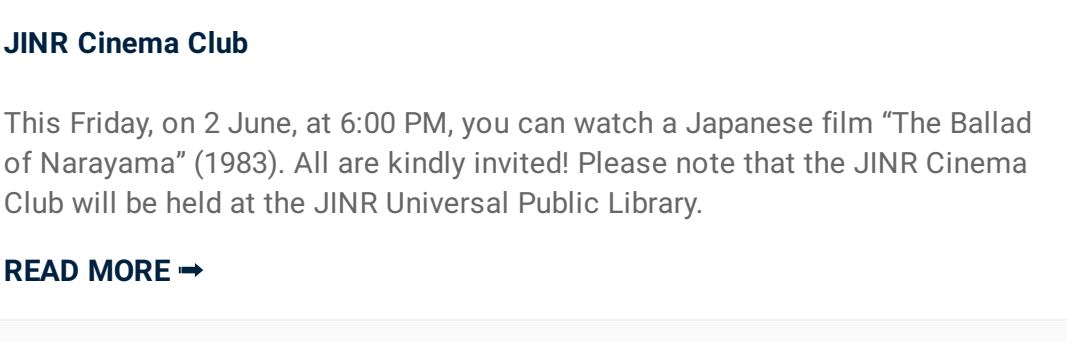 JINR Cinema Club
This Friday, on 2 June, at 6:00 PM, you can watch a Japanese film “The Ballad
of Narayama” (1983). All are kindly invited! Please note that the JINR Cinema
Club will be held at the JINR Universal Public Library.
READ MORE ➡